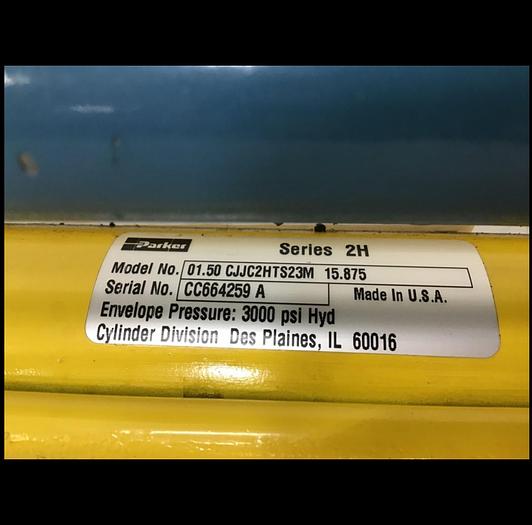 Parker Series 2H
Model No. 01.50 CJJC2HTS23M 15.875
Serial No. CC664259 A Made In U.S.A.
Envelope Pressure: 3000 psi Hyd
Cylinder Division Des Plaines, IL 60016